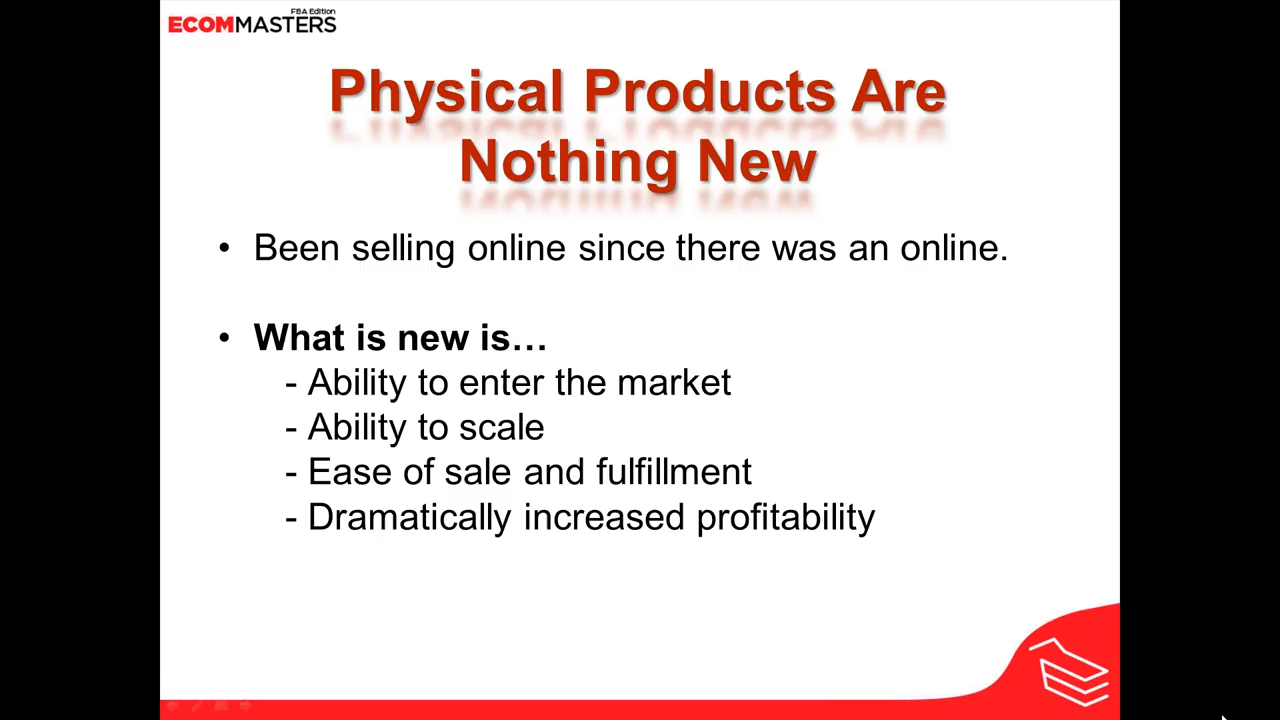 FBA Edition
ECOMMASTERS
Physical Products Are
Nothing New
• Been selling online since there was an online.
• What is new is…
- Ability to enter the market
- Ability to scale
- Ease of sale and fulfillment
- Dramatically increased profitability